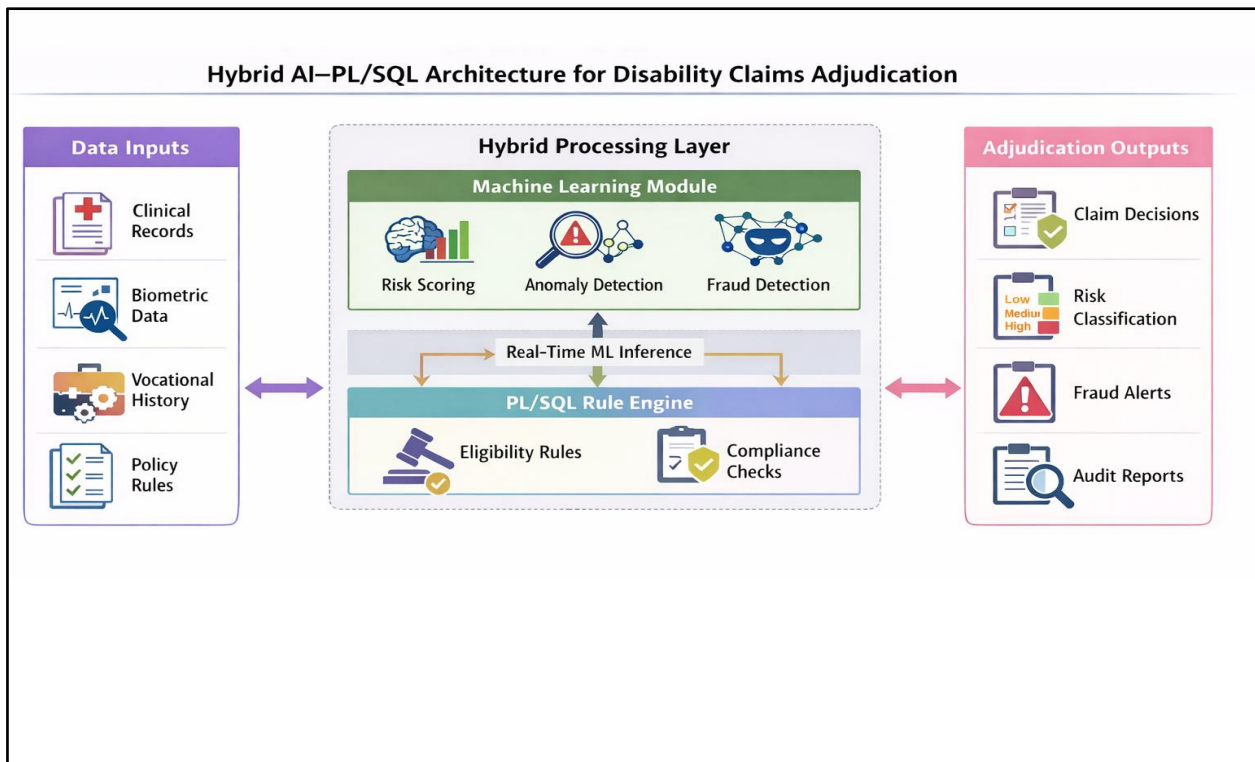 Hybrid AI–PL/SQL Architecture for Disability Claims Adjudication
Data Inputs
Clinical
Records
Biometric
Data
Vocational
History
Policy
Rules
Hybrid Processing Layer
Machine Learning Module
Risk Scoring
Anomaly Detection
Fraud Detection
Real-Time ML Inference
PL/SQL Rule Engine
Eligibility Rules
Compliance
Checks
Adjudication Outputs
Claim Decisions
Low
Mediu
High
Risk
Classification
Fraud Alerts
Audit Reports